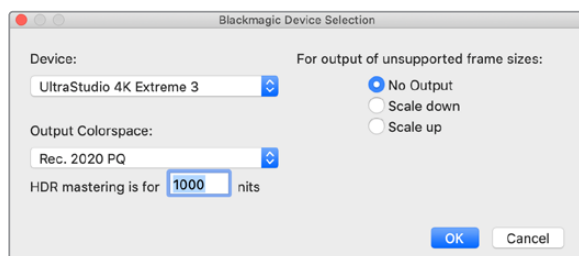 Blackmagic Device Selection
Device:
UltraStudio 4K Extreme 3
Output Colorspace:
Rec. 2020 PQ
HDR mastering is for 1000 nits
For output of unsupported frame sizes:
No Output
Scale down
Scale up
OK
Cancel